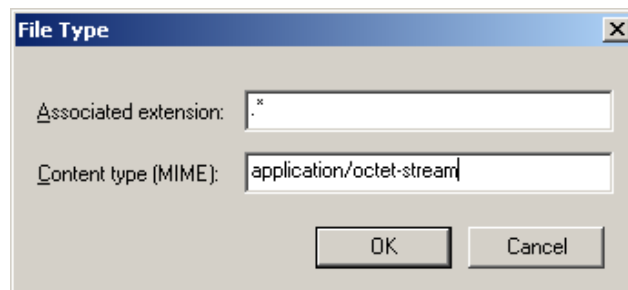 File Type
Associated extension: .*
Content type (MIME): application/octet-stream
OK Cancel